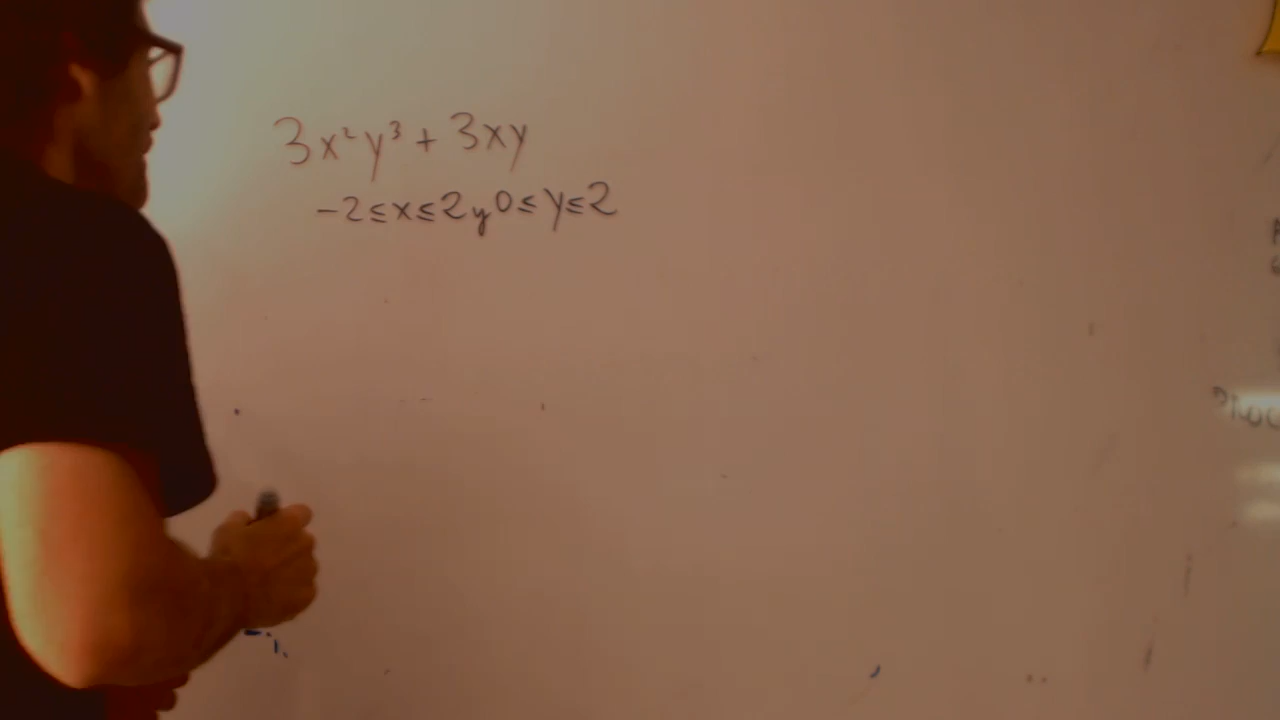 3x²y³ + 3xy
-2 ≤ x ≤ 2 y 0 ≤ y ≤ 2